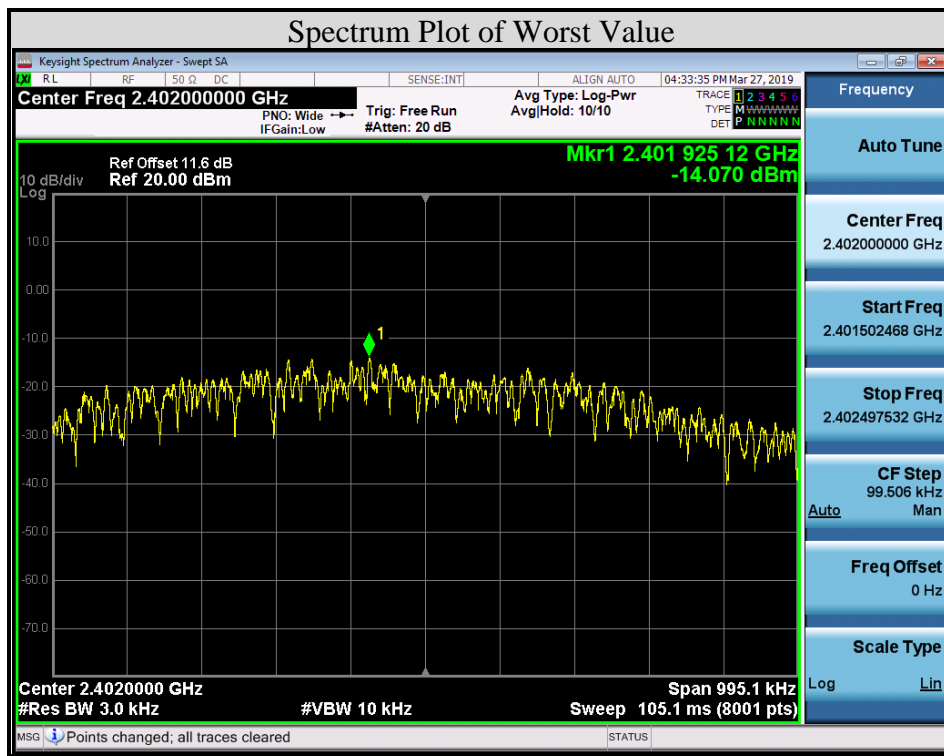 Spectrum Plot of Worst Value
Keysight Spectrum Analyzer - Swept SA
LXI RL RF 50 Ω DC SENSE:INT ALIGN AUTO 04:33:35 PM Mar 27, 2019
Center Freq 2.402000000 GHz
PNO: Wide
IFGain:Low
Trig: Free Run
#Atten: 20 dB
Avg Type: Log-Pwr
Avg|Hold: 10/10
TRACE 1 2 3 4 5 6
TYPE M W W W W W
DET P N N N N N
Mkr1 2.401 925 12 GHz
-14.070 dBm
Ref Offset 11.6 dB
10 dB/div Ref 20.00 dBm
Log
10.0
0.00
-10.0
-20.0
-30.0
-40.0
-50.0
-60.0
-70.0
1
Center 2.4020000 GHz Span 995.1 kHz
#Res BW 3.0 kHz #VBW 10 kHz Sweep 105.1 ms (8001 pts)
MSG Points changed; all traces cleared STATUS
Frequency
Auto Tune
Center Freq
2.402000000 GHz
Start Freq
2.401502468 GHz
Stop Freq
2.402497532 GHz
CF Step
99.506 kHz
Auto Man
Freq Offset
0 Hz
Scale Type
Log Lin